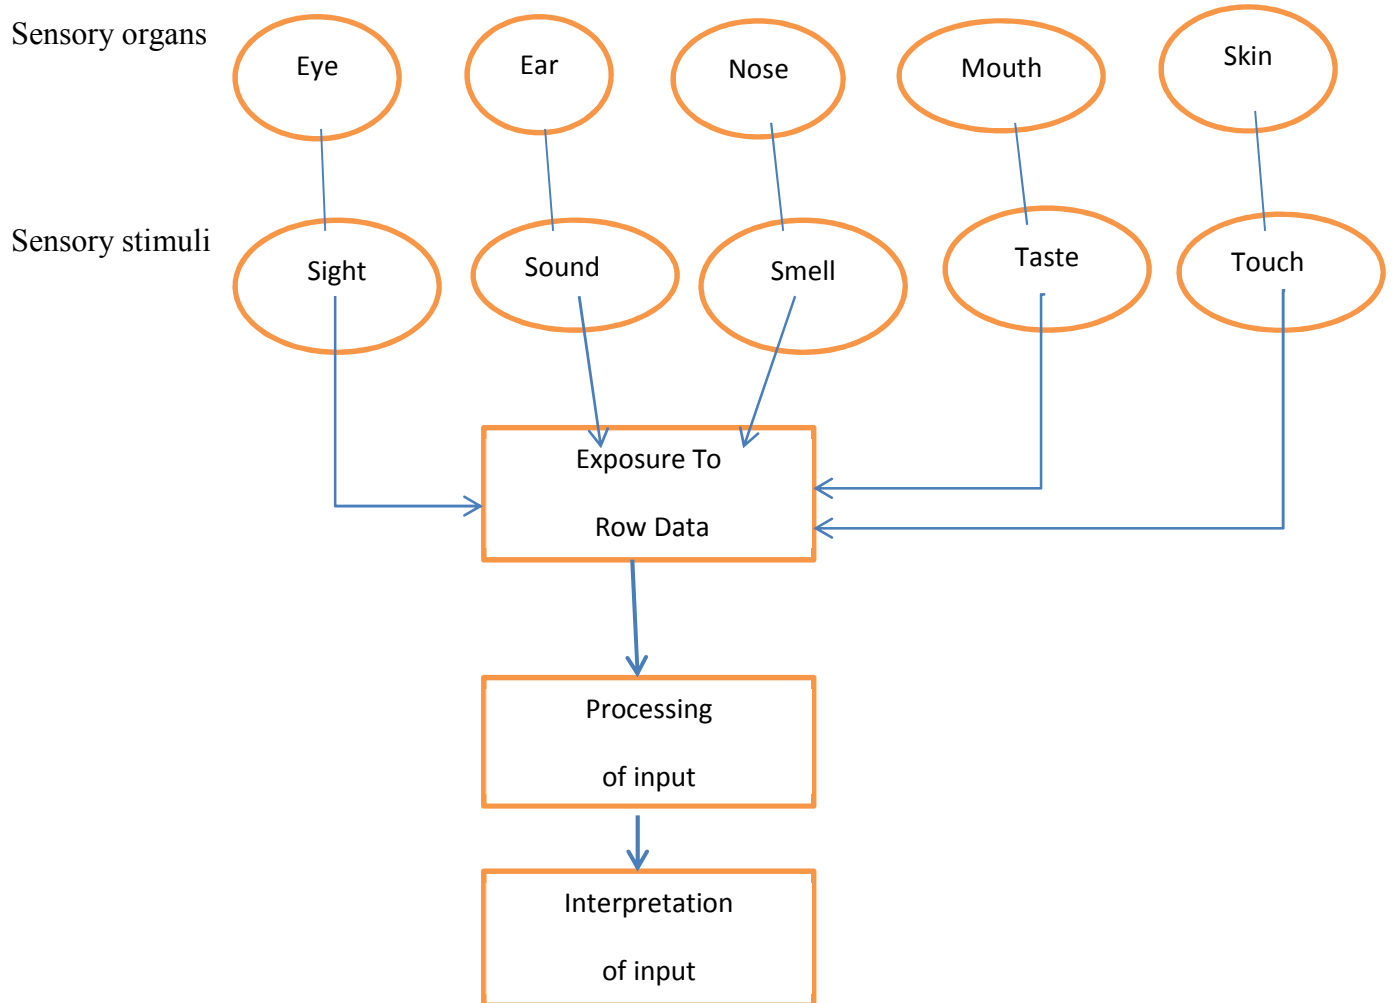 Sensory organs
Eye
Ear
Nose
Mouth
Skin
Sensory stimuli
Sight
Sound
Smell
Taste
Touch
Exposure To
Row Data
Processing
of input
Interpretation
of input